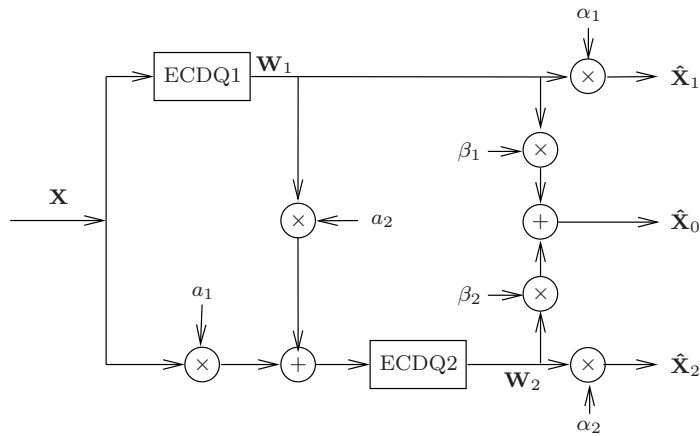 α₁
ECDQ1
W₁
X̂₁
β₁
×
×
X
×
a₂
+
X̂₀
a₁
β₂
×
×
+
ECDQ2
W₂
×
X̂₂
α₂